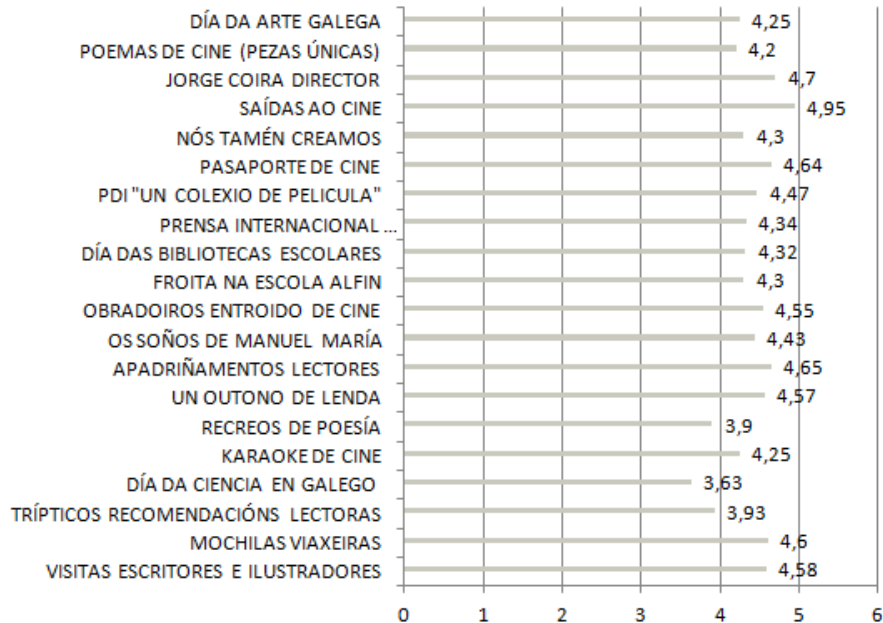 DÍA DA ARTE GALEGA 4,25
POEMAS DE CINE (PEZAS ÚNICAS) 4,2
JORGE COIRA DIRECTOR 4,7
SAÍDAS AO CINE 4,95
NÓS TAMÉN CREAMOS 4,3
PASAPORTE DE CINE 4,64
PDI "UN COLEXIO DE PELICULA" 4,47
PRENSA INTERNACIONAL ... 4,34
DÍA DAS BIBLIOTECAS ESCOLARES 4,32
FROITA NA ESCOLA ALFIN 4,3
OBRADOIROS ENTROIDO DE CINE 4,55
OS SOÑOS DE MANUEL MARÍA 4,43
APADRIÑAMENTOS LECTORES 4,65
UN OUTONO DE LENDA 4,57
RECREOS DE POESÍA 3,9
KARAOKE DE CINE 4,25
DÍA DA CIENCIA EN GALEGO 3,63
TRÍPTICOS RECOMENDACIÓNS LECTORAS 3,93
MOCHILAS VIAXEIRAS 4,6
VISITAS ESCRITORES E ILUSTRADORES 4,58
0 1 2 3 4 5 6